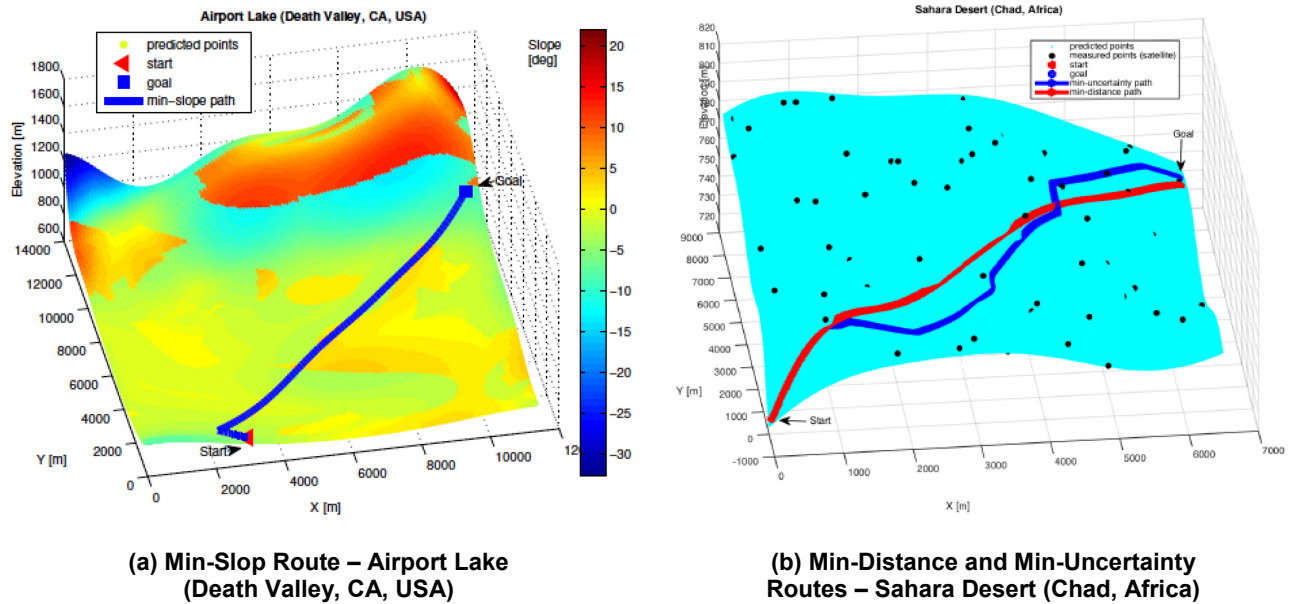 Airport Lake (Death Valley, CA, USA)
predicted points
start
goal
min-slope path
Slope
[deg]
20
15
10
5
0
-5
-10
-15
-20
-25
-30
Elevation [m]
1800
1600
1400
1200
1000
800
600
14000
12000
10000
8000
6000
4000
2000
0
Y [m]
0
2000
4000
6000
8000
10000
X [m]
Goal
Start
(a) Min-Slop Route – Airport Lake
(Death Valley, CA, USA)
Sahara Desert (Chad, Africa)
predicted points
measured points (satellite)
start
goal
min-uncertainty path
min-distance path
820
810
800
790
780
770
760
750
740
730
720
9000
8000
7000
6000
5000
4000
3000
2000
1000
0
-1000
Y [m]
0
1000
2000
3000
4000
5000
6000
7000
X [m]
Goal
Start
(b) Min-Distance and Min-Uncertainty
Routes – Sahara Desert (Chad, Africa)